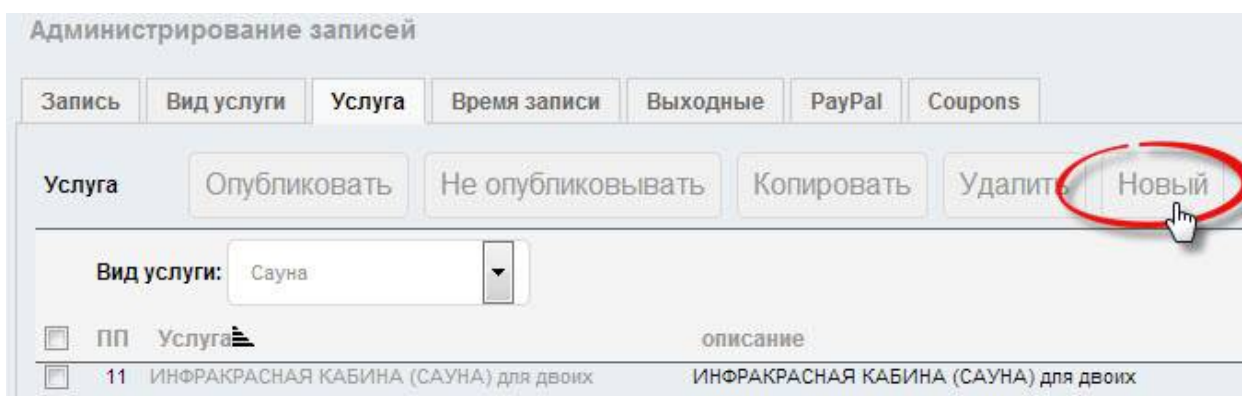 Администрирование записей
Запись Вид услуги Услуга Время записи Выходные PayPal Coupons
Услуга Опубликовать Не опубликовывать Копировать Удалить Новый
Вид услуги: Сауна
ПП Услуга описание
11 ИНФРАКРАСНАЯ КАБИНА (САУНА) для двоих ИНФРАКРАСНАЯ КАБИНА (САУНА) для двоих